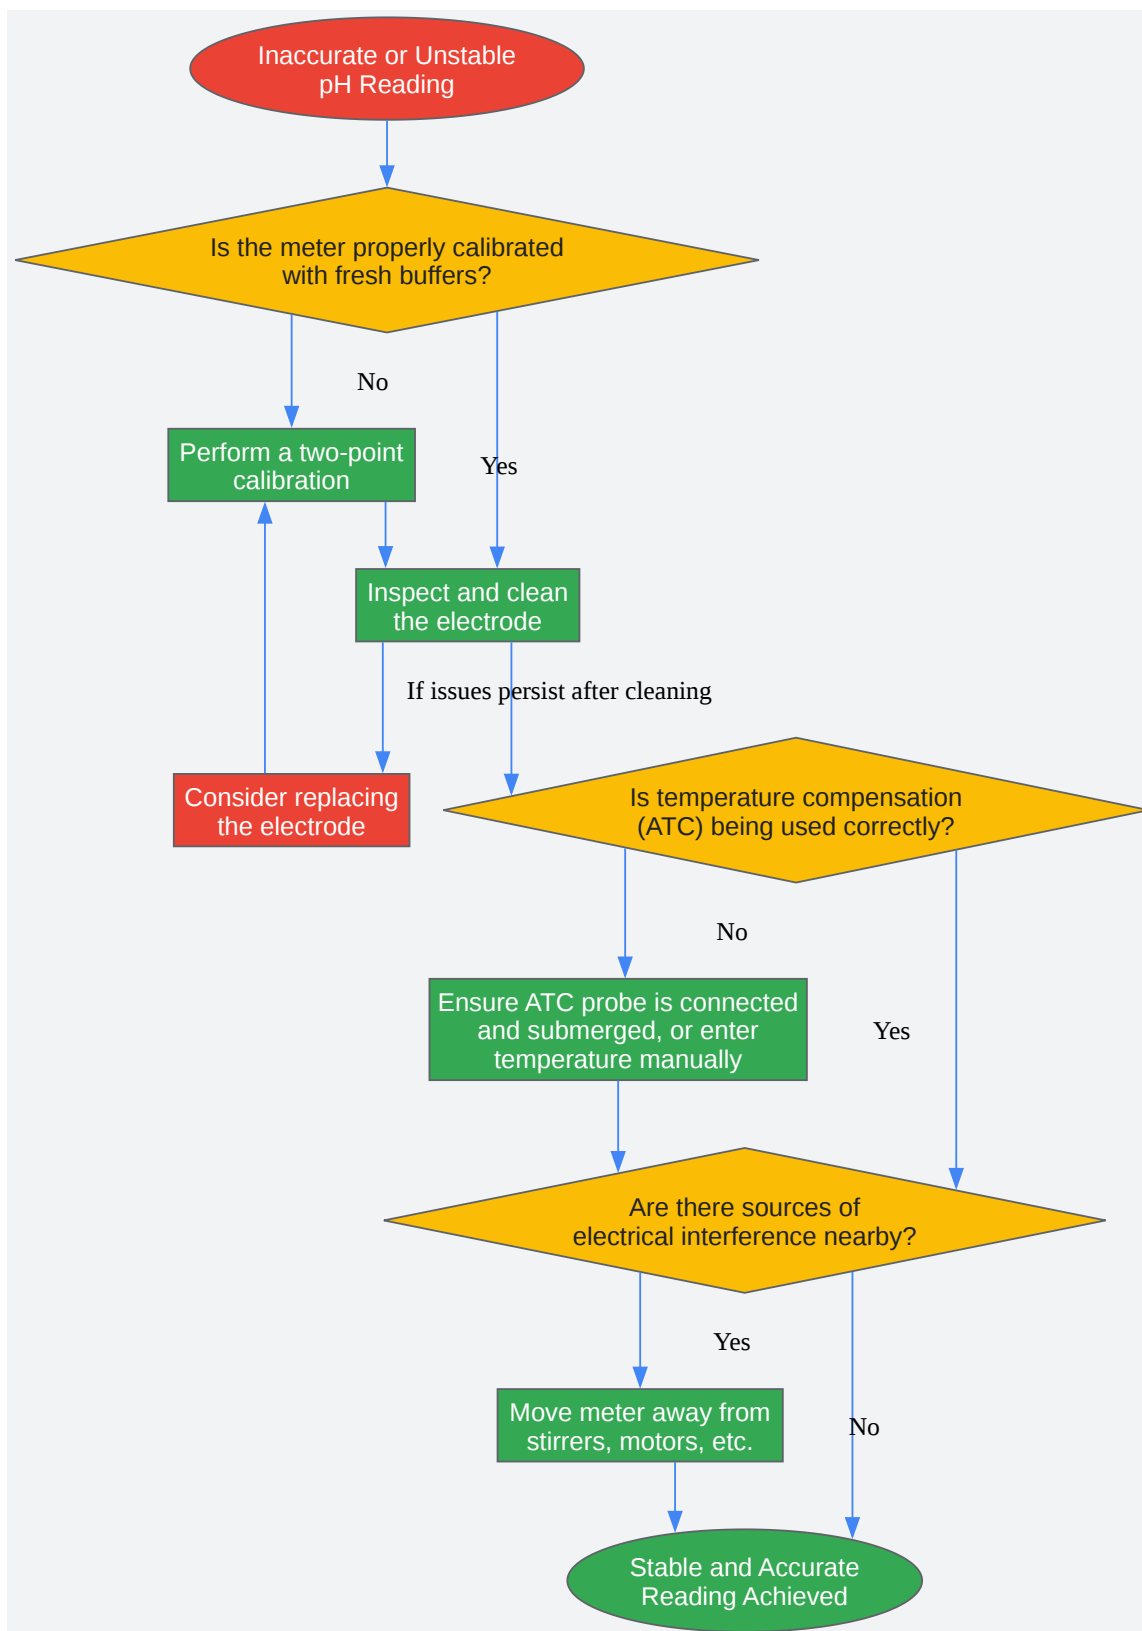 Inaccurate or Unstable
pH Reading
Is the meter properly calibrated
with fresh buffers?
No
Perform a two-point
calibration
Yes
Inspect and clean
the electrode
If issues persist after cleaning
Consider replacing
the electrode
Is temperature compensation
(ATC) being used correctly?
No
Ensure ATC probe is connected
and submerged, or enter
temperature manually
Yes
Are there sources of
electrical interference nearby?
Yes
Move meter away from
stirrers, motors, etc.
No
Stable and Accurate
Reading Achieved